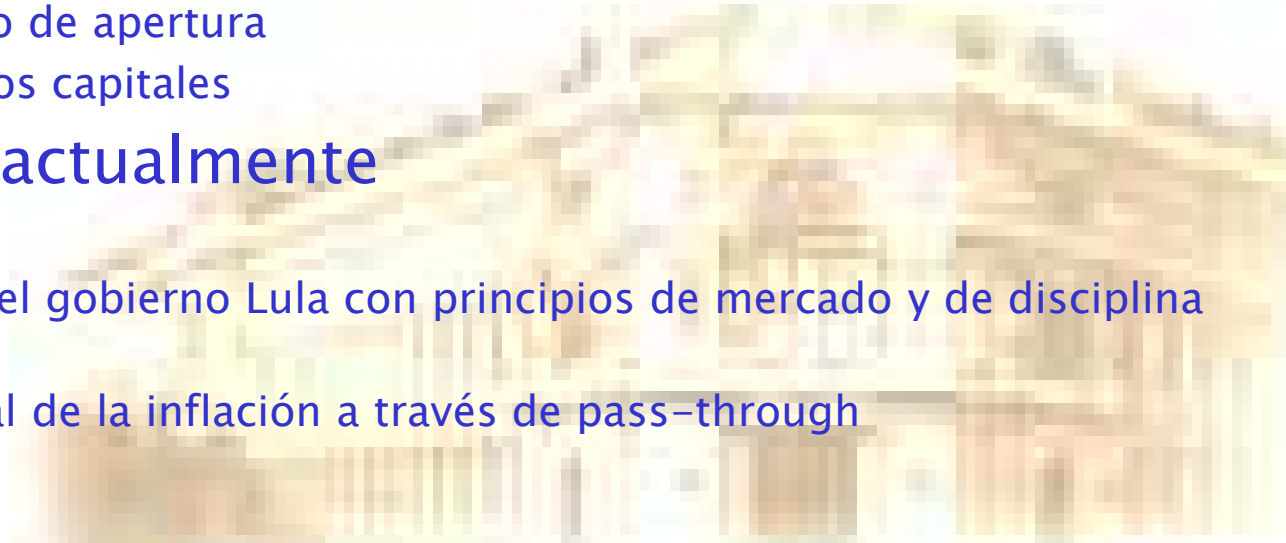 o de apertura
os capitales
actualmente
el gobierno Lula con principios de mercado y de disciplina
al de la inflación a través de pass-through